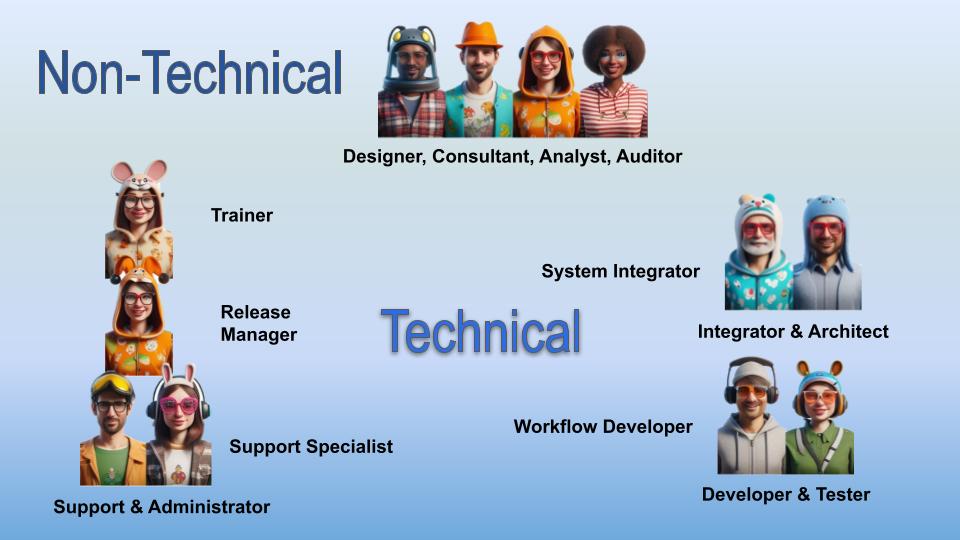 Non-Technical
Designer, Consultant, Analyst, Auditor
Trainer
System Integrator
Release
Manager
Technical
Integrator & Architect
Workflow Developer
Support Specialist
Developer & Tester
Support & Administrator